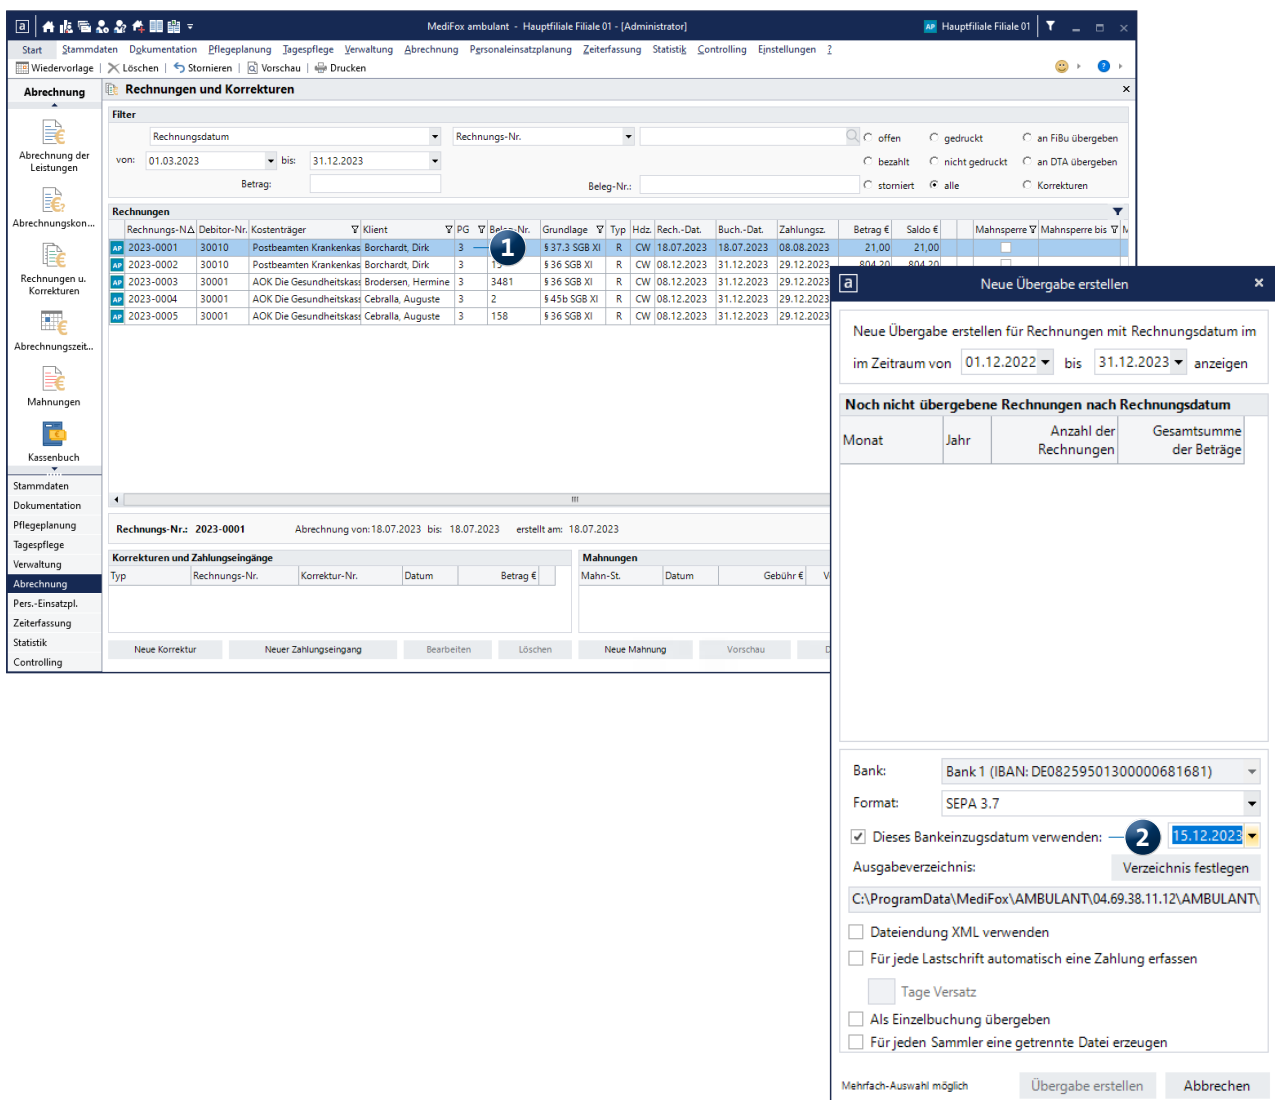 MediFox ambulant - Hauptfiliale Filiale 01 - [Administrator]
AP Hauptfiliale Filiale 01
Start Stammdaten Dokumentation Pflegeplanung Tagespflege Verwaltung Abrechnung Personaleinsatzplanung Zeiterfassung Statistik Controlling Einstellungen ?
Wiedervorlage Löschen Stornieren Vorschau Drucken
Abrechnung
Abrechnung der
Leistungen
Abrechnungskon...
Rechnungen u.
Korrekturen
Abrechnungszeit...
Mahnungen
Kassenbuch
Stammdaten
Dokumentation
Pflegeplanung
Tagespflege
Verwaltung
Abrechnung
Pers.-Einsatzpl.
Zeiterfassung
Statistik
Controlling
Rechnungen und Korrekturen
Filter
Rechnungsdatum Rechnungs-Nr. offen gedruckt an FiBu übergeben
von: 01.03.2023 bis: 31.12.2023 bezahlt nicht gedruckt an DTA übergeben
Betrag: Beleg-Nr.: storniert alle Korrekturen
Rechnungen
Rechnungs-N Debitor-Nr. Kostenträger Klient PG Beleg-Nr. Grundlage Typ Hdz. Rech.-Dat. Buch.-Dat. Zahlungsz. Betrag € Saldo € Mahnsperre Mahnsperre bis M
AP 2023-0001 30010 Postbeamten Krankenkas Borchardt, Dirk 3 1 § 37.3 SGB XI R CW 18.07.2023 18.07.2023 08.08.2023 21,00 21,00
AP 2023-0002 30010 Postbeamten Krankenkas Borchardt, Dirk 3 § 36 SGB XI R CW 08.12.2023 31.12.2023 29.12.2023 804,20 804,20
AP 2023-0003 30001 AOK Die Gesundheitskass Brodersen, Hermine 3 3481 § 36 SGB XI R CW 08.12.2023 31.12.2023 29.12.2023
AP 2023-0004 30001 AOK Die Gesundheitskass Cebralla, Auguste 3 2 § 45b SGB XI R CW 08.12.2023 31.12.2023 29.12.2023
AP 2023-0005 30001 AOK Die Gesundheitskass Cebralla, Auguste 3 158 § 36 SGB XI R CW 08.12.2023 31.12.2023 29.12.2023
Rechnungs-Nr.: 2023-0001 Abrechnung von: 18.07.2023 bis: 18.07.2023 erstellt am: 18.07.2023
Korrekturen und Zahlungseingänge
Typ Rechnungs-Nr. Korrektur-Nr. Datum Betrag €
Mahnungen
Mahn-St. Datum Gebühr € V
Neue Korrektur Neuer Zahlungseingang Bearbeiten Löschen Neue Mahnung Vorschau D
a Neue Übergabe erstellen
Neue Übergabe erstellen für Rechnungen mit Rechnungsdatum im
im Zeitraum von 01.12.2022 bis 31.12.2023 anzeigen
Noch nicht übergebene Rechnungen nach Rechnungsdatum
Monat Jahr Anzahl der Rechnungen Gesamtsumme der Beträge
Bank: Bank 1 (IBAN: DE08259501300000681681)
Format: SEPA 3.7
Dieses Bankeinzugsdatum verwenden: 2 15.12.2023
Ausgabeverzeichnis: Verzeichnis festlegen
C:\ProgramData\MediFox\AMBULANT\04.69.38.11.12\AMBULANT\
Dateiendung XML verwenden
Für jede Lastschrift automatisch eine Zahlung erfassen
Tage Versatz
Als Einzelbuchung übergeben
Für jeden Sammler eine getrennte Datei erzeugen
Mehrfach-Auswahl möglich Übergabe erstellen Abbrechen